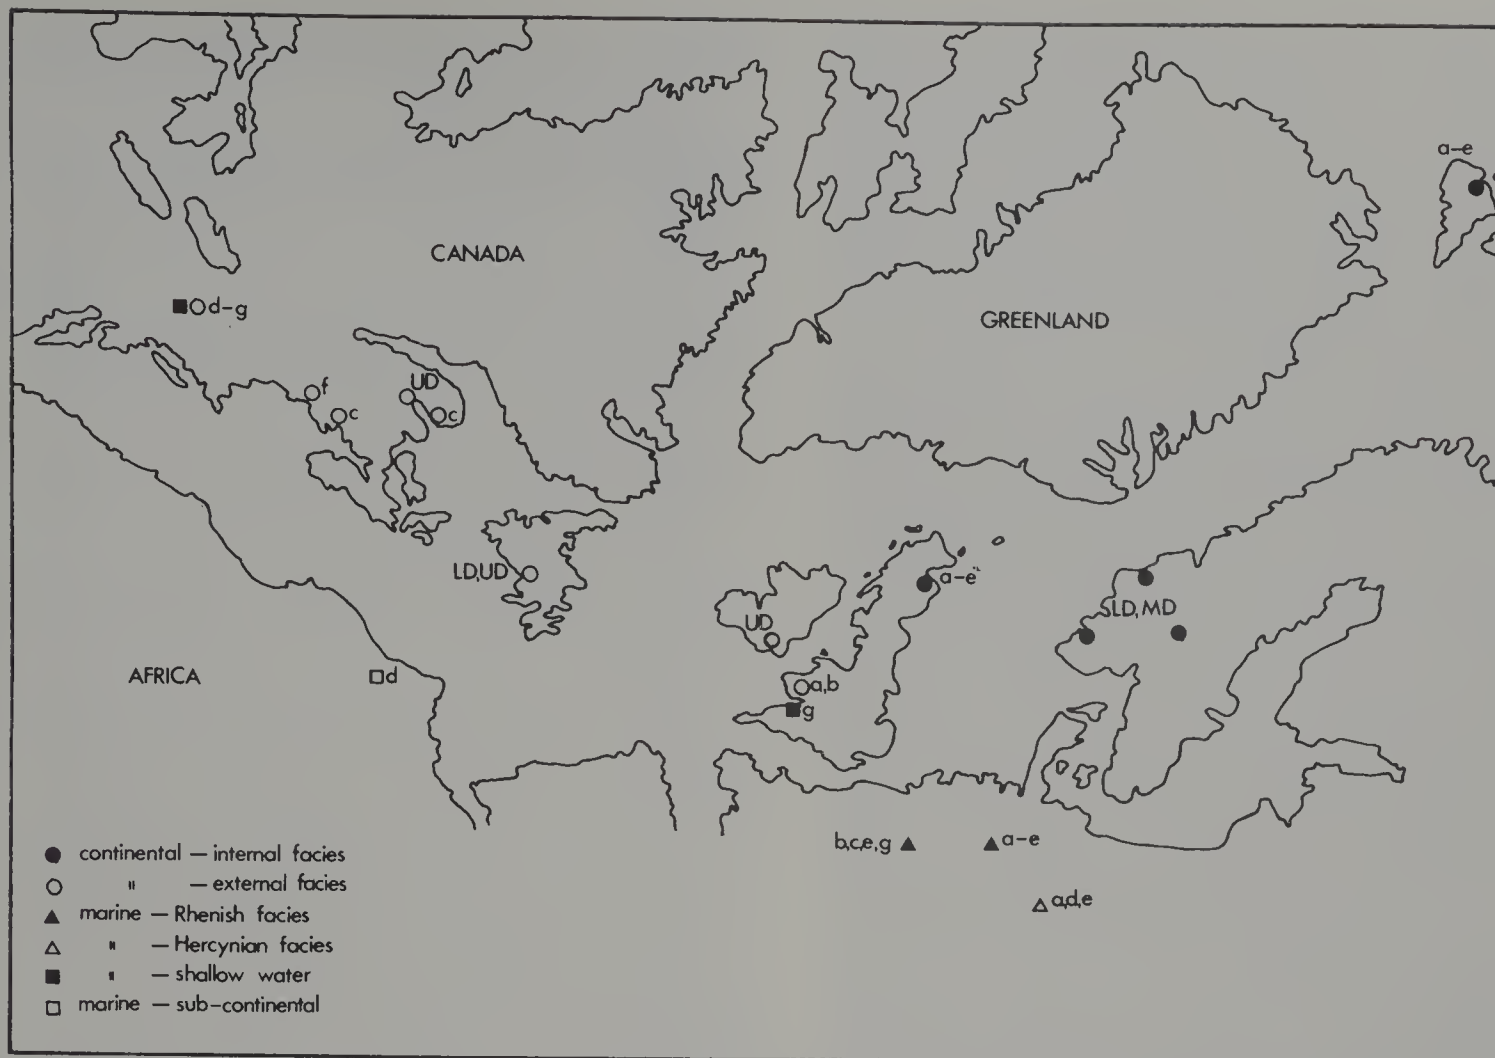 a–e
CANADA
d–g
GREENLAND
f
UD
c
c
LD,UD
a–e
SLD, MD
UD
AFRICA
d
a,b
g
b,c,e,g
a–e
a,d,e
continental — internal facies
" — external facies
marine — Rhenish facies
" — Hercynian facies
" — shallow water
marine — sub-continental